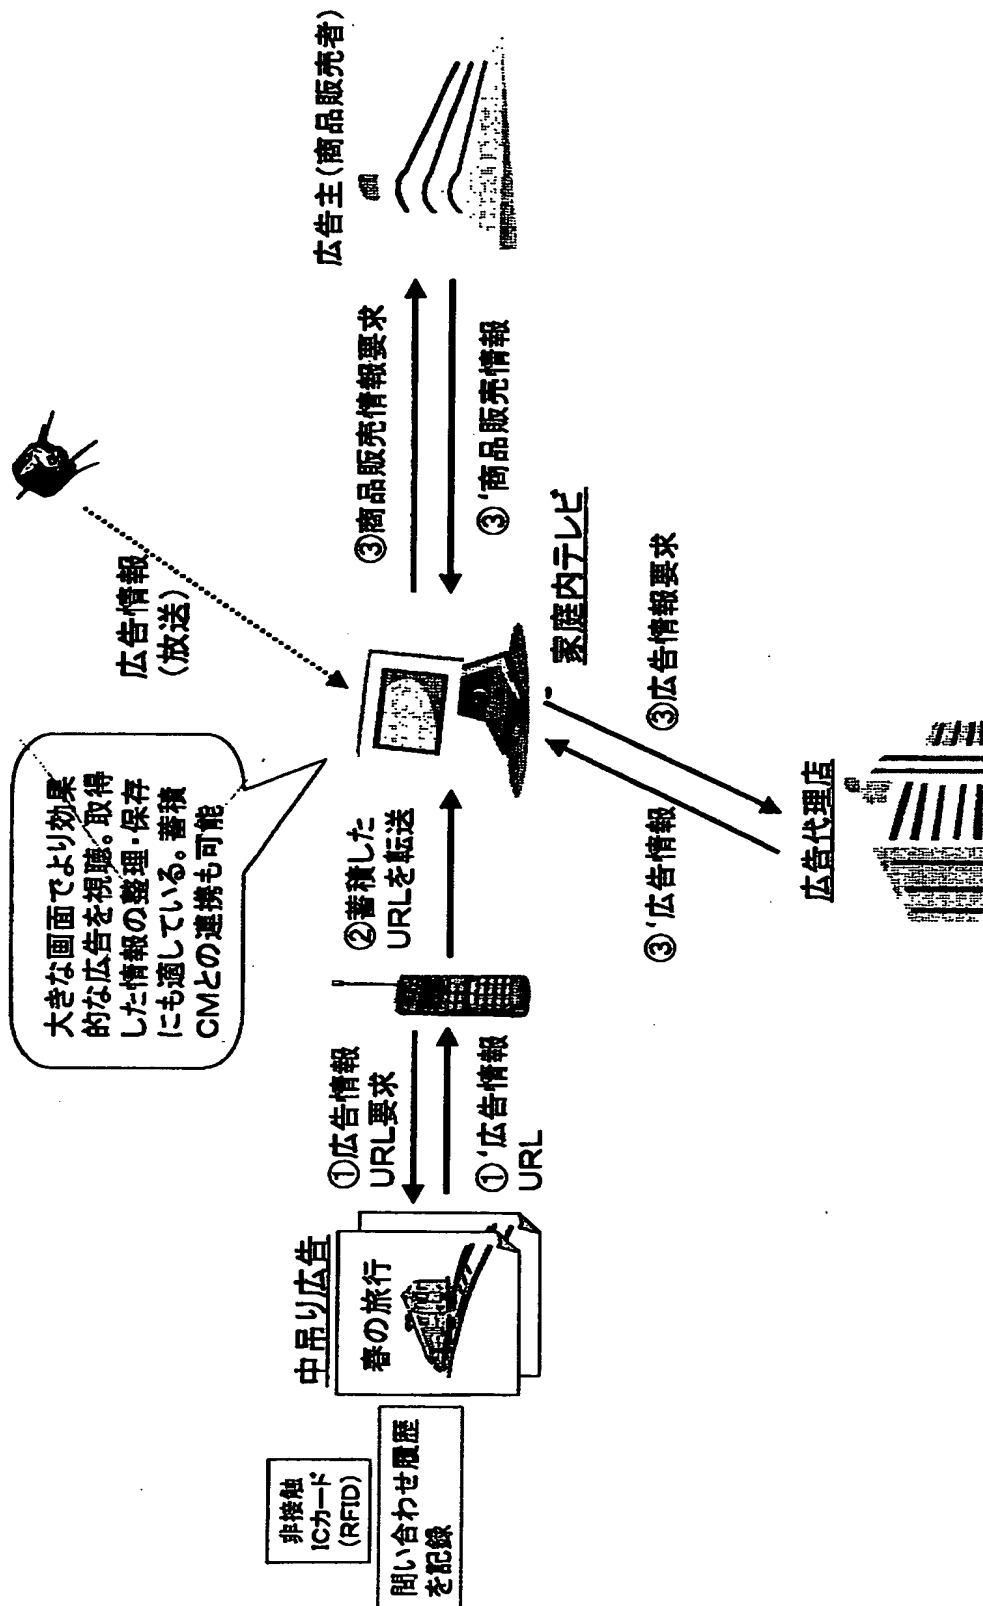 非接触
ICカード
(RFID)
問い合わせ履歴
を記録
中吊り広告
春の旅行
①広告情報
URL要求
①'広告情報
URL
②蓄積した
URLを転送
大きな画面でより効果
的な広告を視聴。取得
した情報の整理・保存
にも適している。蓄積
CMとの連携も可能
広告情報
(放送)
家庭内テレビ
③商品販売情報要求
③'商品販売情報
広告主(商品販売者)
③'広告情報
③広告情報要求
広告代理店